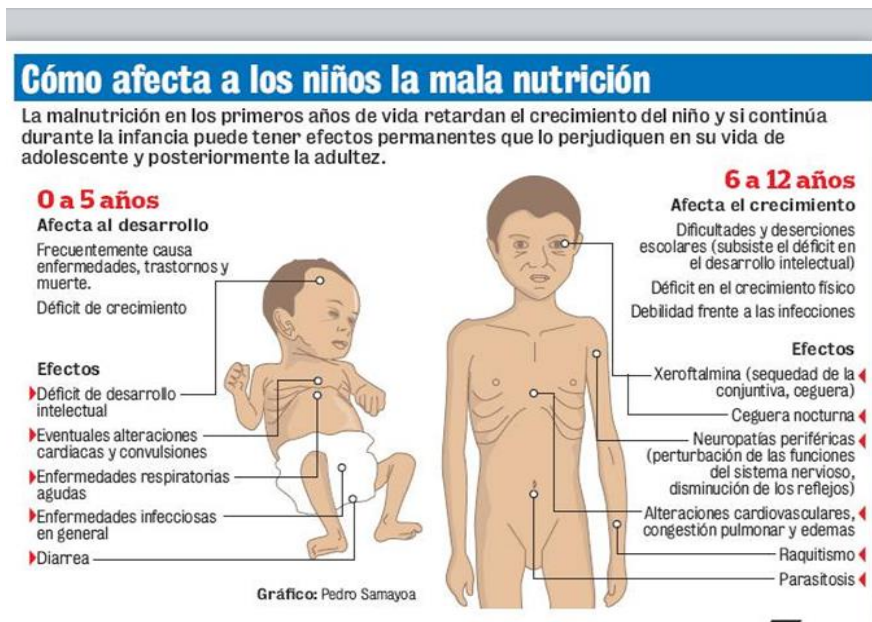 Cómo afecta a los niños la mala nutrición
La malnutrición en los primeros años de vida retardan el crecimiento del niño y si continúa
durante la infancia puede tener efectos permanentes que lo perjudiquen en su vida de
adolescente y posteriormente la adultez.
0 a 5 años
Afecta al desarrollo
Frecuentemente causa
enfermedades, trastornos y
muerte.
Déficit de crecimiento
Efectos
Déficit de desarrollo
intelectual
Eventuales alteraciones
cardiacas y convulsiones
Enfermedades respiratorias
agudas
Enfermedades infecciosas
en general
Diarrea
Gráfico: Pedro Samayoa
6 a 12 años
Afecta el crecimiento
Dificultades y deserciones
escolares (subsiste el déficit en
el desarrollo intelectual)
Déficit en el crecimiento físico
Debilidad frente a las infecciones
Efectos
Xeroftalmina (sequedad de la
conjuntiva, ceguera)
Ceguera nocturna
Neuropatías periféricas
(perturbación de las funciones
del sistema nervioso,
disminución de los reflejos)
Alteraciones cardiovasculares,
congestión pulmonar y edemas
Raquitismo
Parasitosis